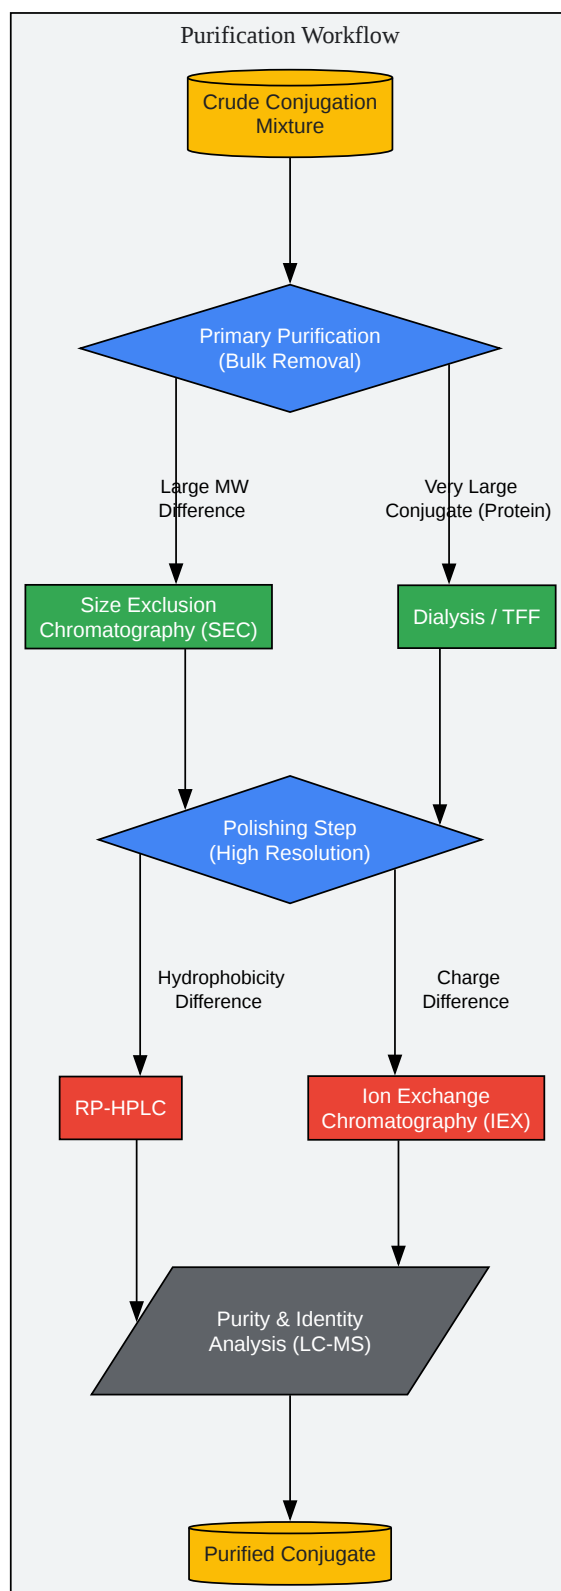 Purification Workflow
Crude Conjugation
Mixture
Primary Purification
(Bulk Removal)
Large MW
Difference
Very Large
Conjugate (Protein)
Size Exclusion
Chromatography (SEC)
Dialysis / TFF
Polishing Step
(High Resolution)
Hydrophobicity
Difference
Charge
Difference
RP-HPLC
Ion Exchange
Chromatography (IEX)
Purity & Identity
Analysis (LC-MS)
Purified Conjugate